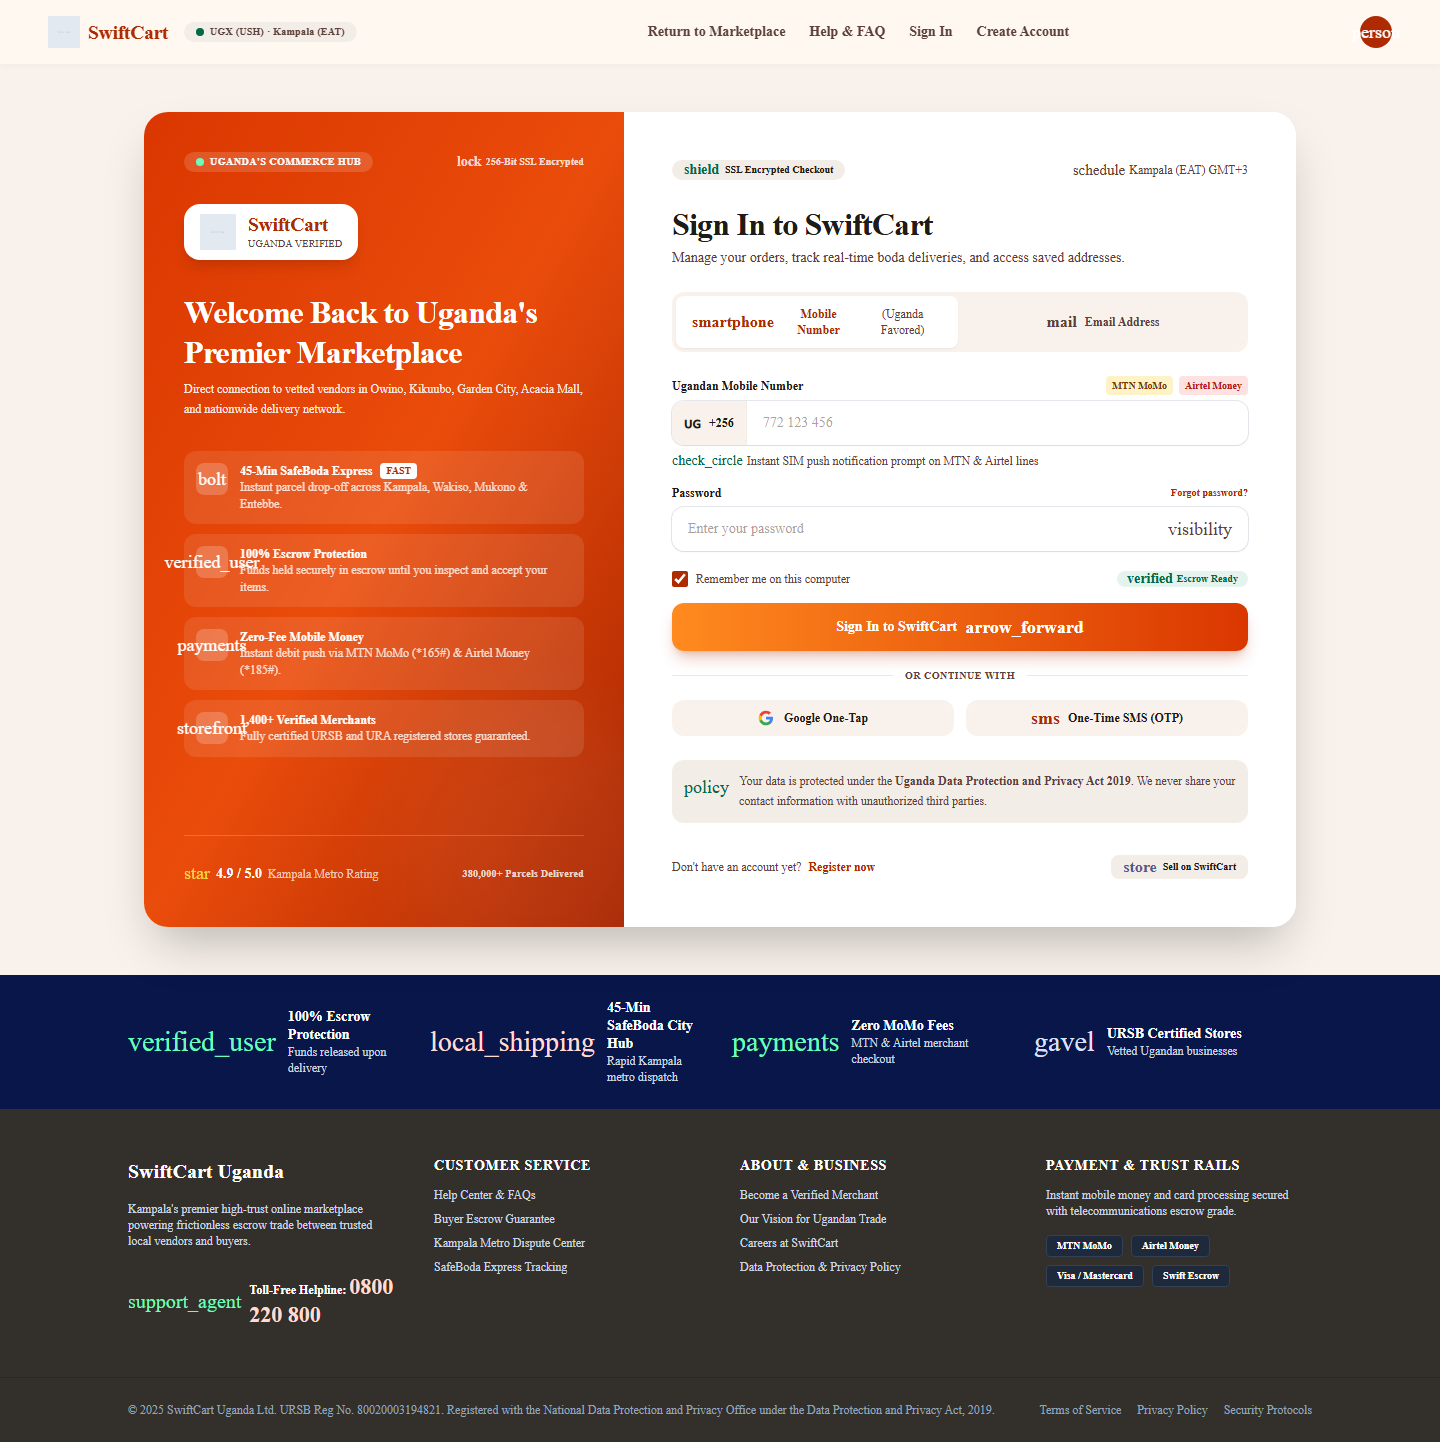 SwiftCart
UGX (USH) · Kampala (EAT)
Return to Marketplace
Help & FAQ
Sign In
Create Account
person
UGANDA'S COMMERCE HUB
lock 256-Bit SSL Encrypted
SwiftCart
UGANDA VERIFIED
Welcome Back to Uganda's
Premier Marketplace
Direct connection to vetted vendors in Owino, Kikuubo, Garden City, Acacia Mall,
and nationwide delivery network.
bolt
45-Min SafeBoda Express FAST
Instant parcel drop-off across Kampala, Wakiso, Mukono &
Entebbe.
verified_user
100% Escrow Protection
Funds held securely in escrow until you inspect and accept your
items.
payments
Zero-Fee Mobile Money
Instant debit push via MTN MoMo (*165#) & Airtel Money
(*185#).
storefront
1,400+ Verified Merchants
Fully certified URSB and URA registered stores guaranteed.
star 4.9 / 5.0 Kampala Metro Rating
380,000+ Parcels Delivered
shield SSL Encrypted Checkout
schedule Kampala (EAT) GMT+3
Sign In to SwiftCart
Manage your orders, track real-time boda deliveries, and access saved addresses.
smartphone
Mobile
Number
(Uganda
Favored)
mail Email Address
Ugandan Mobile Number
MTN MoMo
Airtel Money
UG +256
772 123 456
check_circle Instant SIM push notification prompt on MTN & Airtel lines
Password
Forgot password?
Enter your password
visibility
Remember me on this computer
verified Escrow Ready
Sign In to SwiftCart arrow_forward
OR CONTINUE WITH
Google One-Tap
sms One-Time SMS (OTP)
policy
Your data is protected under the Uganda Data Protection and Privacy Act 2019. We never share your
contact information with unauthorized third parties.
Don't have an account yet? Register now
store Sell on SwiftCart
verified_user
100% Escrow
Protection
Funds released upon
delivery
local_shipping
45-Min
SafeBoda City
Hub
Rapid Kampala
metro dispatch
payments
Zero MoMo Fees
MTN & Airtel merchant
checkout
gavel
URSB Certified Stores
Vetted Ugandan businesses
SwiftCart Uganda
Kampala's premier high-trust online marketplace
powering frictionless escrow trade between trusted
local vendors and buyers.
support_agent
Toll-Free Helpline: 0800
220 800
CUSTOMER SERVICE
Help Center & FAQs
Buyer Escrow Guarantee
Kampala Metro Dispute Center
SafeBoda Express Tracking
ABOUT & BUSINESS
Become a Verified Merchant
Our Vision for Ugandan Trade
Careers at SwiftCart
Data Protection & Privacy Policy
PAYMENT & TRUST RAILS
Instant mobile money and card processing secured
with telecommunications escrow grade.
MTN MoMo
Airtel Money
Visa / Mastercard
Swift Escrow
© 2025 SwiftCart Uganda Ltd. URSB Reg No. 80020003194821. Registered with the National Data Protection and Privacy Office under the Data Protection and Privacy Act, 2019.
Terms of Service
Privacy Policy
Security Protocols